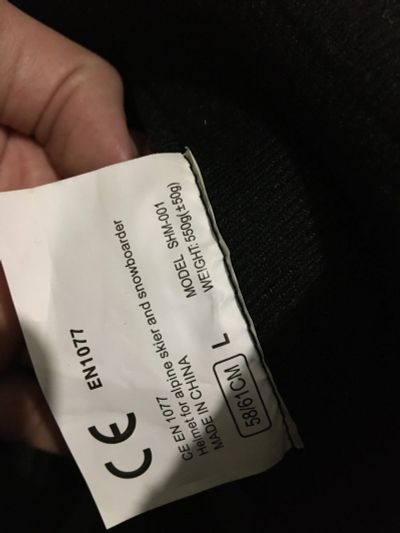 CE EN1077
CE EN 1077
Helmet for alpine skier and snowboarder
MADE IN CHINA MODEL SHM-001
58/61CM L WEIGHT: 550g(±50g)